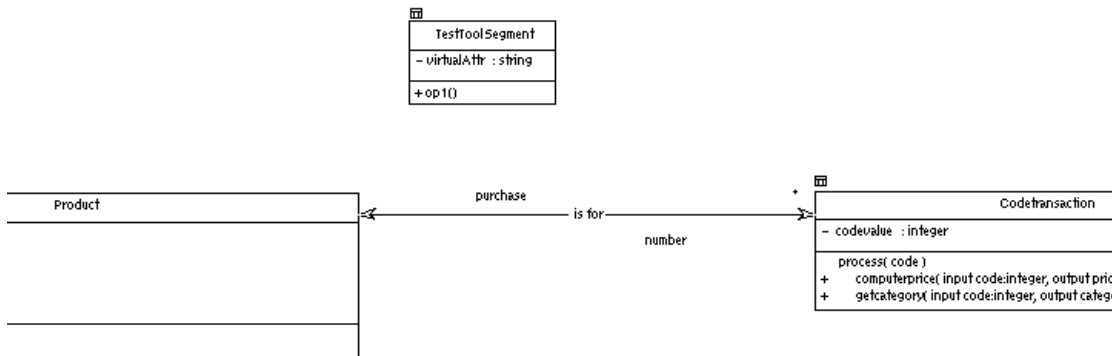 TestToolSegment
- virtualAttr : string
+ op1()
Product
purchase
*
is for
number
Codetransaction
- codevalue : integer
process( code )
+ computerprice( input code:integer, output pric
+ getcategory( input code:integer, output categ